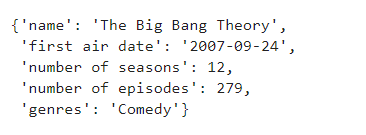 {'name': 'The Big Bang Theory',
 'first air date': '2007-09-24',
 'number of seasons': 12,
 'number of episodes': 279,
 'genres': 'Comedy'}